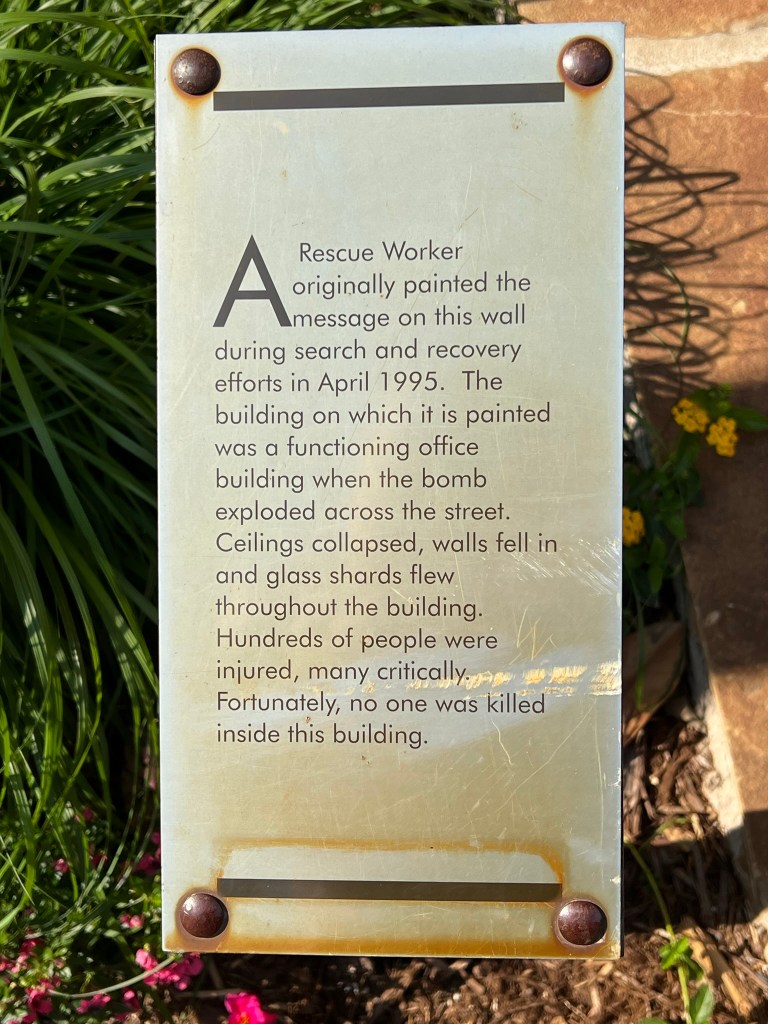 A Rescue Worker
originally painted the
message on this wall
during search and recovery
efforts in April 1995.  The
building on which it is painted
was a functioning office
building when the bomb
exploded across the street.
Ceilings collapsed, walls fell in
and glass shards flew
throughout the building.
Hundreds of people were
injured, many critically.
Fortunately, no one was killed
inside this building.